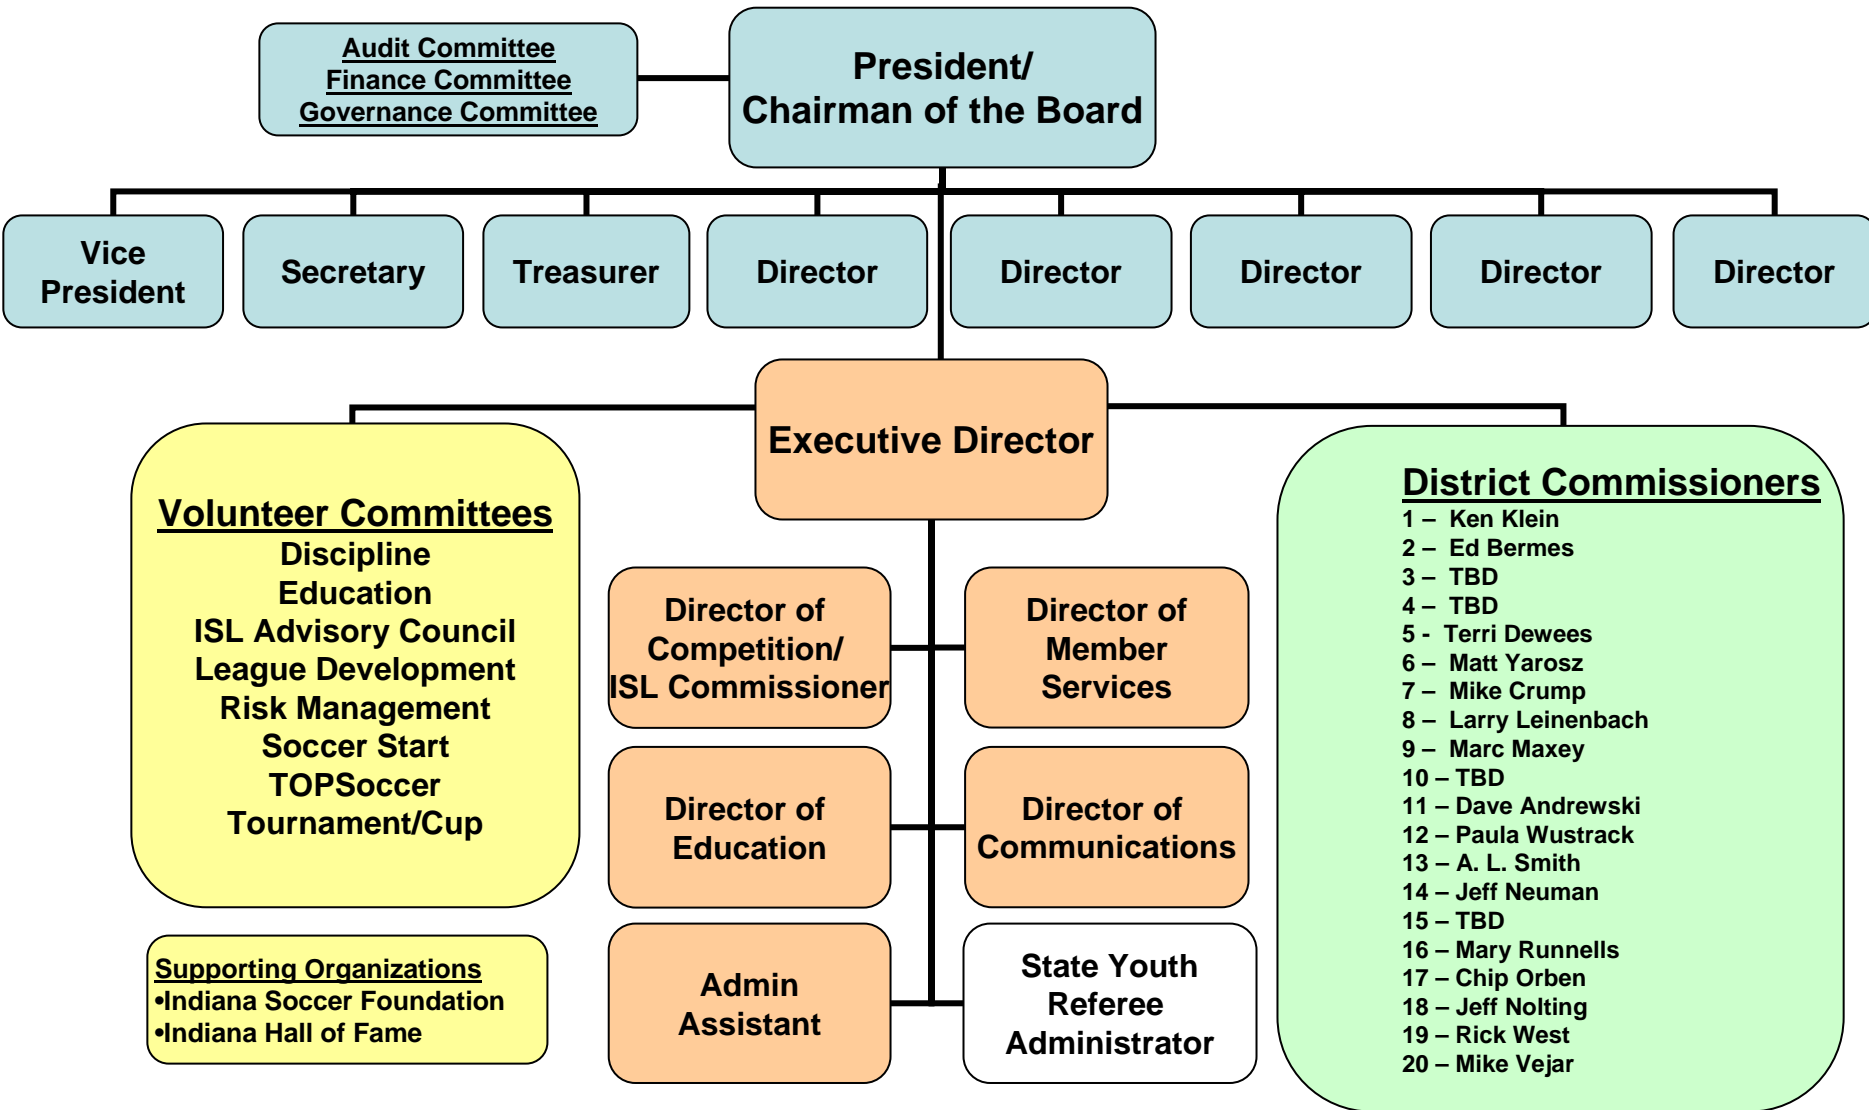 Audit Committee
Finance Committee
Governance Committee
President/
Chairman of the Board
Vice
President
Secretary
Treasurer
Director
Director
Director
Director
Director
Executive Director
Volunteer Committees
Discipline
Education
ISL Advisory Council
League Development
Risk Management
Soccer Start
TOPSoccer
Tournament/Cup
Supporting Organizations
•Indiana Soccer Foundation
•Indiana Hall of Fame
Director of
Competition/
ISL Commissioner
Director of
Member
Services
Director of
Education
Director of
Communications
Admin
Assistant
State Youth
Referee
Administrator
District Commissioners
1 – Ken Klein
2 – Ed Bermes
3 – TBD
4 – TBD
5 - Terri Dewees
6 – Matt Yarosz
7 – Mike Crump
8 – Larry Leinenbach
9 – Marc Maxey
10 – TBD
11 – Dave Andrewski
12 – Paula Wustrack
13 – A. L. Smith
14 – Jeff Neuman
15 – TBD
16 – Mary Runnells
17 – Chip Orben
18 – Jeff Nolting
19 – Rick West
20 – Mike Vejar